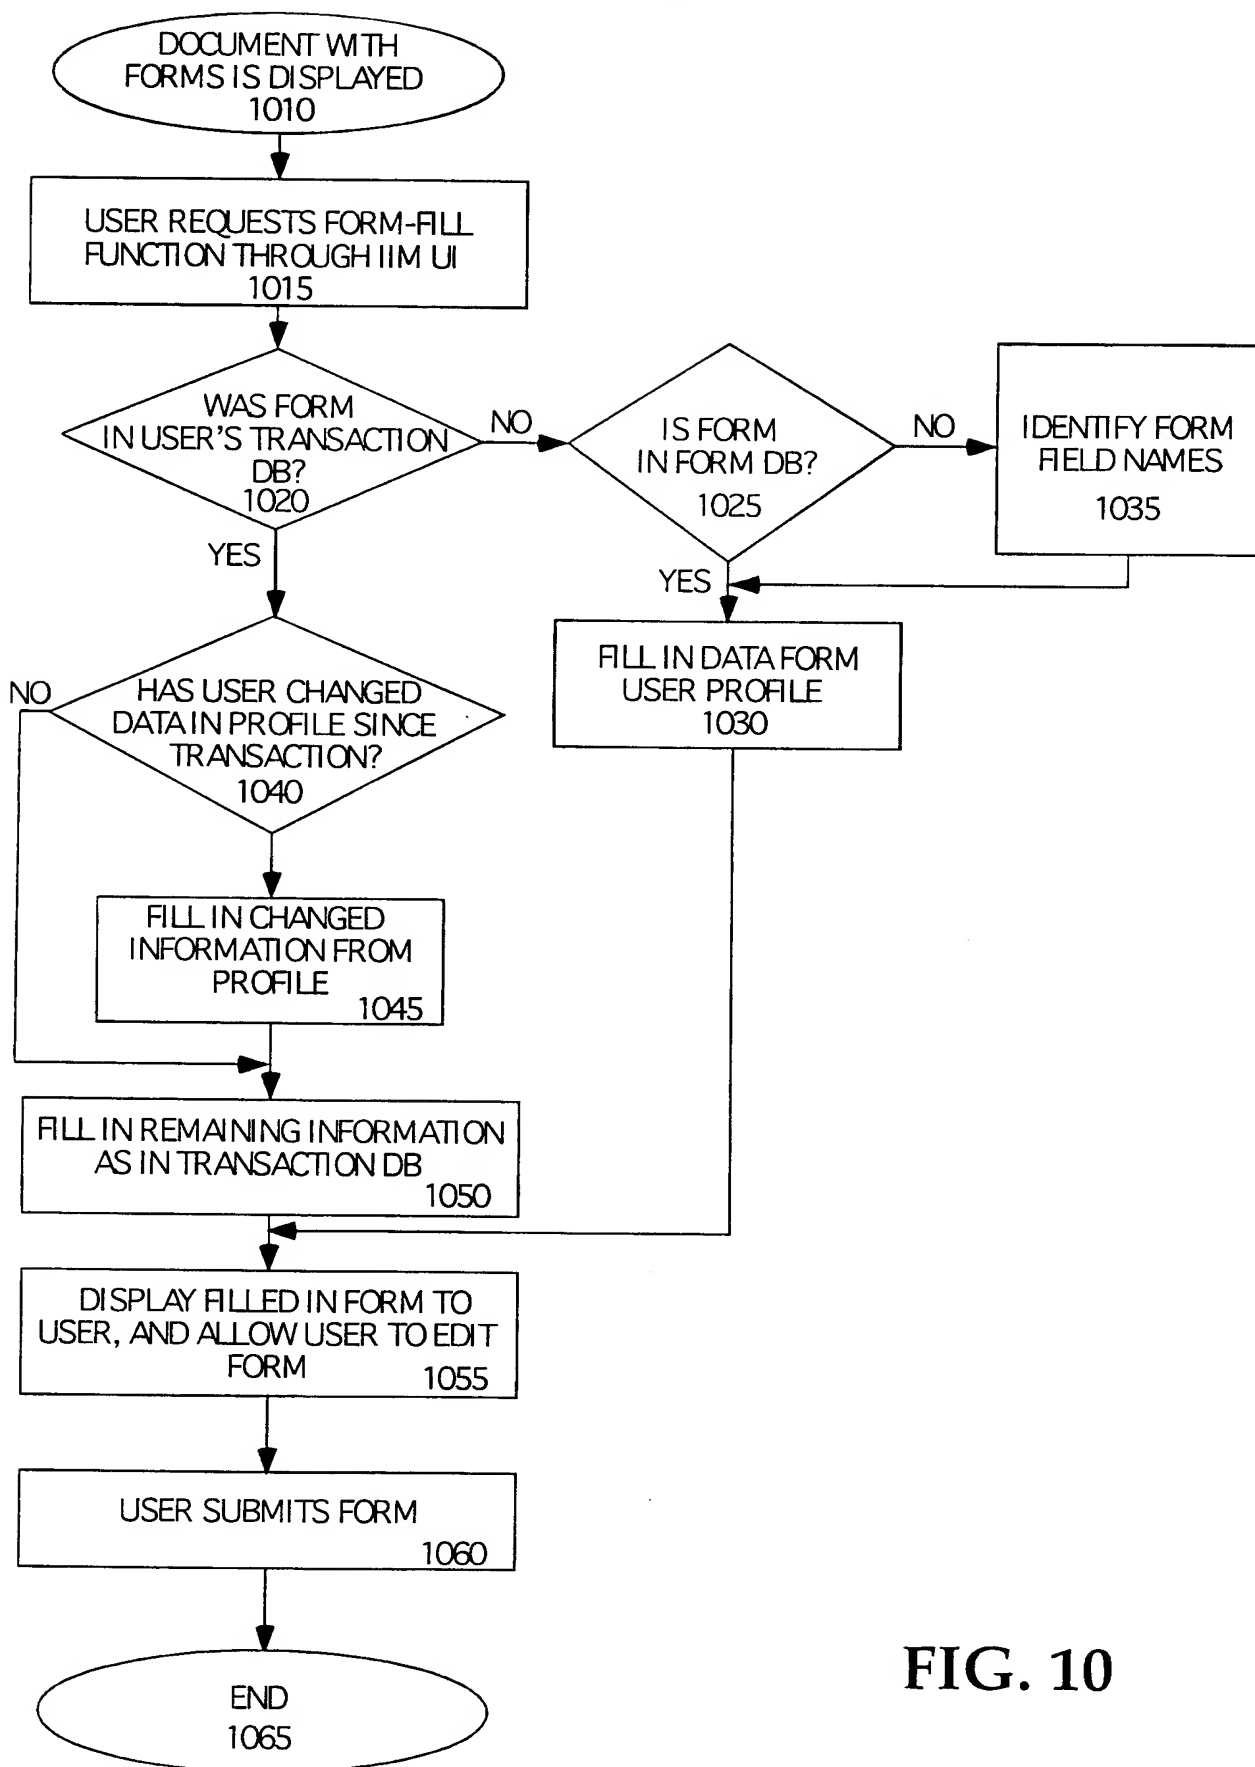 DOCUMENT WITH
FORMS IS DISPLAYED
1010
USER REQUESTS FORM-FILL
FUNCTION THROUGH IIM UI
1015
WAS FORM
IN USER'S TRANSACTION
DB?
1020
NO
IS FORM
IN FORM DB?
1025
NO
IDENTIFY FORM
FIELD NAMES
1035
YES
YES
FILL IN DATA FORM
USER PROFILE
1030
NO
HAS USER CHANGED
DATA IN PROFILE SINCE
TRANSACTION?
1040
FILL IN CHANGED
INFORMATION FROM
PROFILE
1045
FILL IN REMAINING INFORMATION
AS IN TRANSACTION DB
1050
DISPLAY FILLED IN FORM TO
USER, AND ALLOW USER TO EDIT
FORM
1055
USER SUBMITS FORM
1060
END
1065
FIG. 10